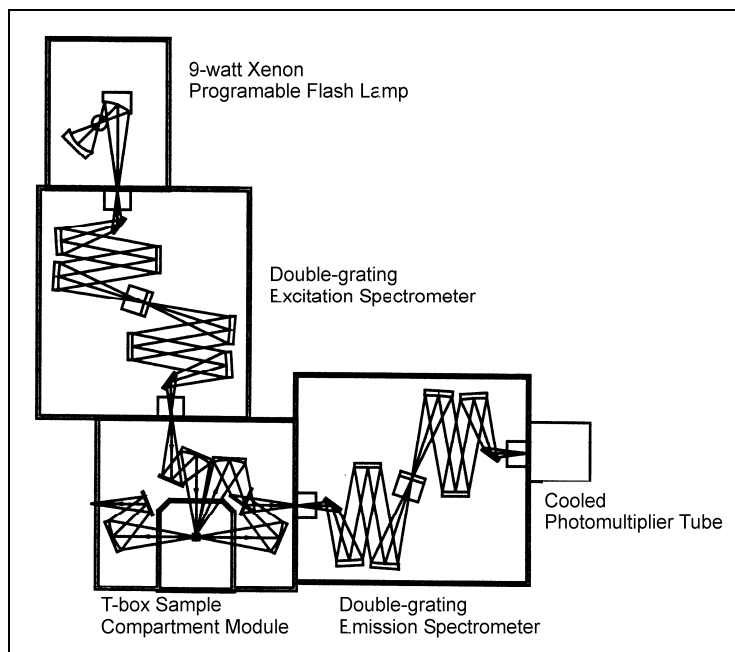 9-watt Xenon
Programable Flash Lamp
Double-grating
Excitation Spectrometer
Cooled
Photomultiplier Tube
T-box Sample
Compartment Module
Double-grating
Emission Spectrometer